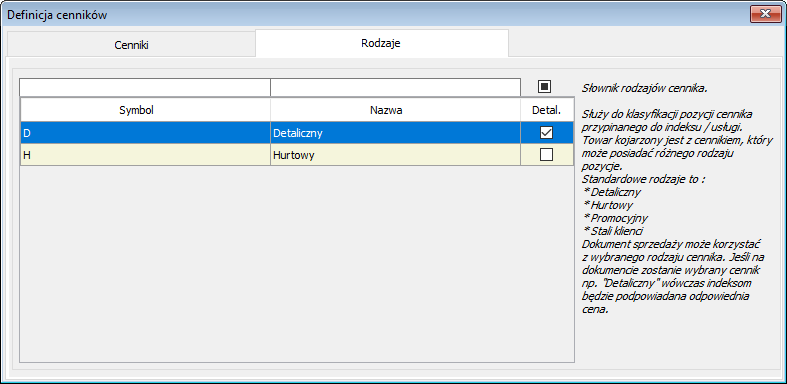 Definicja cenników
Cenniki
Rodzaje
Symbol Nazwa Detal.
D Detaliczny
H Hurtowy
Słownik rodzajów cennika.
Służy do klasyfikacji pozycji cennika
przypinanego do indeksu / usługi.
Towar kojarzony jest z cennikiem, który
może posiadać różnego rodzaju
pozycje.
Standardowe rodzaje to :
* Detaliczny
* Hurtowy
* Promocyjny
* Stali klienci
Dokument sprzedaży może korzystać
z wybranego rodzaju cennika. Jeśli na
dokumencie zostanie wybrany cennik
np. "Detaliczny" wówczas indeksom
będzie podpowiadana odpowiednia
cena.